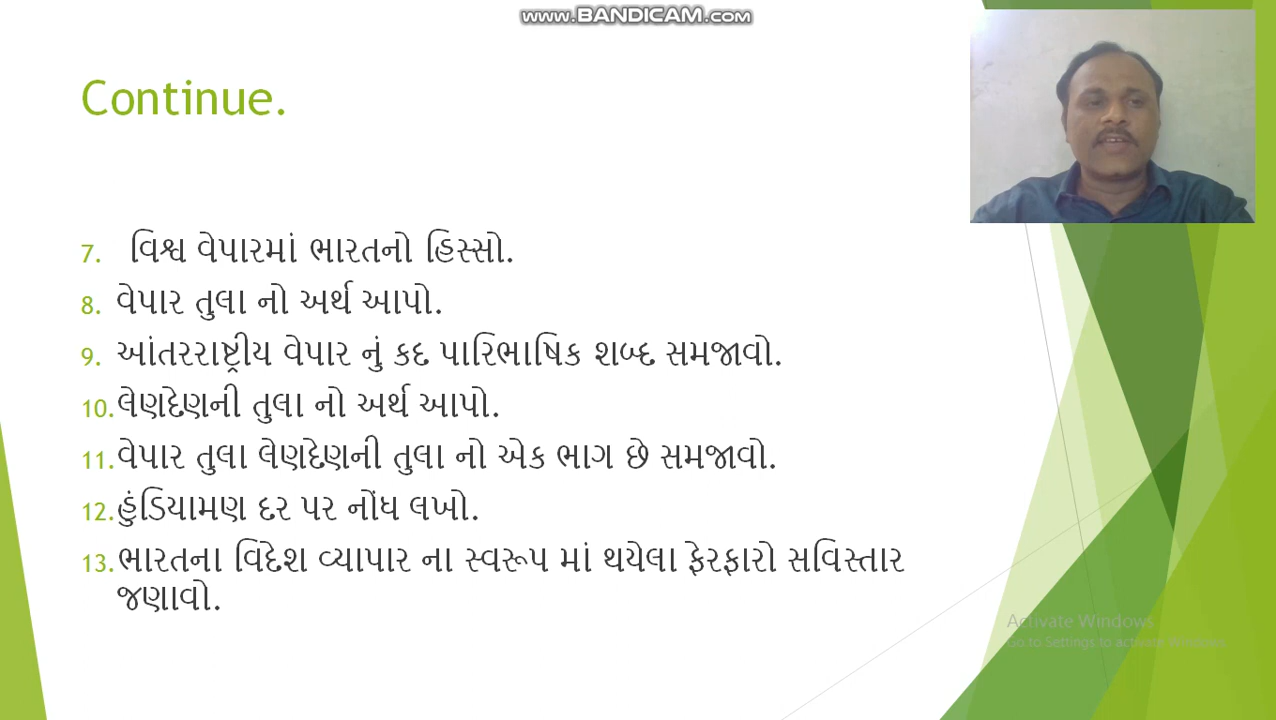 www.BANDICAM.com
Continue.
7. વિશ્વ વેપારમાં ભારતનો હિસ્સો.
8. વેપાર તુલા નો અર્થ આપો.
9. આંતરરાષ્ટ્રીય વેપાર નું કદ પારિભાષિક શબ્દ સમજાવો.
10. લેણદેણની તુલા નો અર્થ આપો.
11. વેપાર તુલા લેણદેણની તુલા નો એક ભાગ છે સમજાવો.
12. હુંડિયામણ દર પર નોંધ લખો.
13. ભારતના વિદેશ વ્યાપાર ના સ્વરૂપ માં થયેલા ફેરફારો સવિસ્તાર
જણાવો.
Activate Windows
Go to Settings to activate Windows.